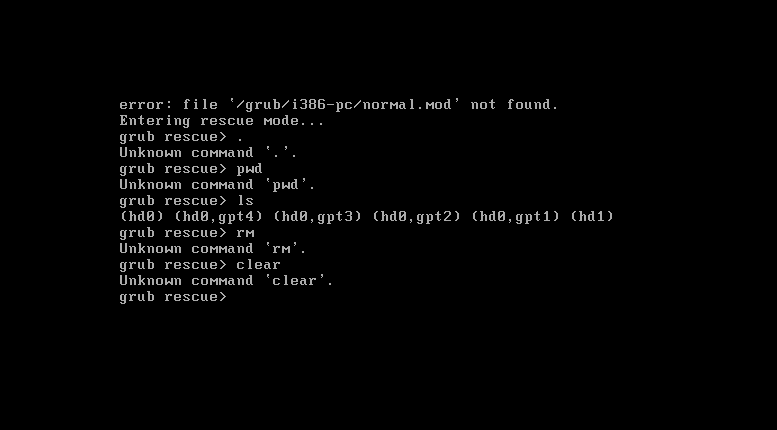 error: file `/grub/i386-pc/normal.mod' not found.
Entering rescue mode...
grub rescue> .
Unknown command `.'.
grub rescue> pwd
Unknown command `pwd'.
grub rescue> ls
(hd0) (hd0,gpt4) (hd0,gpt3) (hd0,gpt2) (hd0,gpt1) (hd1)
grub rescue> rm
Unknown command `rm'.
grub rescue> clear
Unknown command `clear'.
grub rescue>